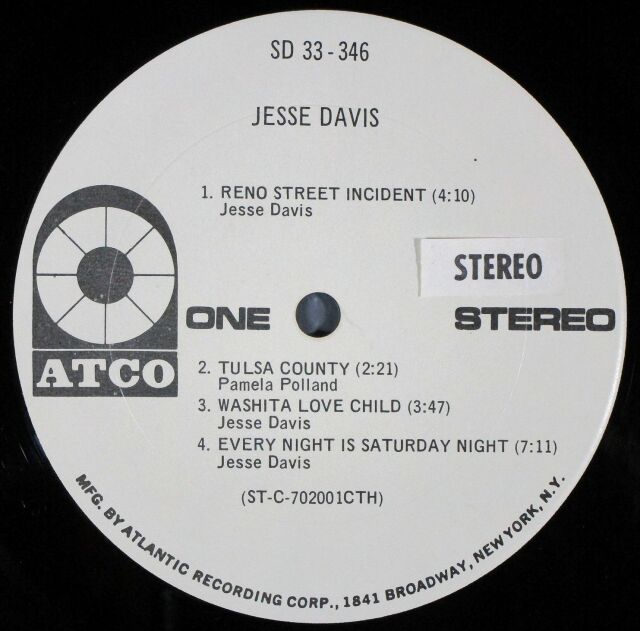 SD 33-346
JESSE DAVIS
1. RENO STREET INCIDENT (4:10)
Jesse Davis
STEREO
ONE
STEREO
ATCO
2. TULSA COUNTY (2:21)
Pamela Polland
3. WASHITA LOVE CHILD (3:47)
Jesse Davis
4. EVERY NIGHT IS SATURDAY NIGHT (7:11)
Jesse Davis
(ST-C-702001CTH)
MFG. BY ATLANTIC RECORDING CORP., 1841 BROADWAY, NEW YORK, N.Y.